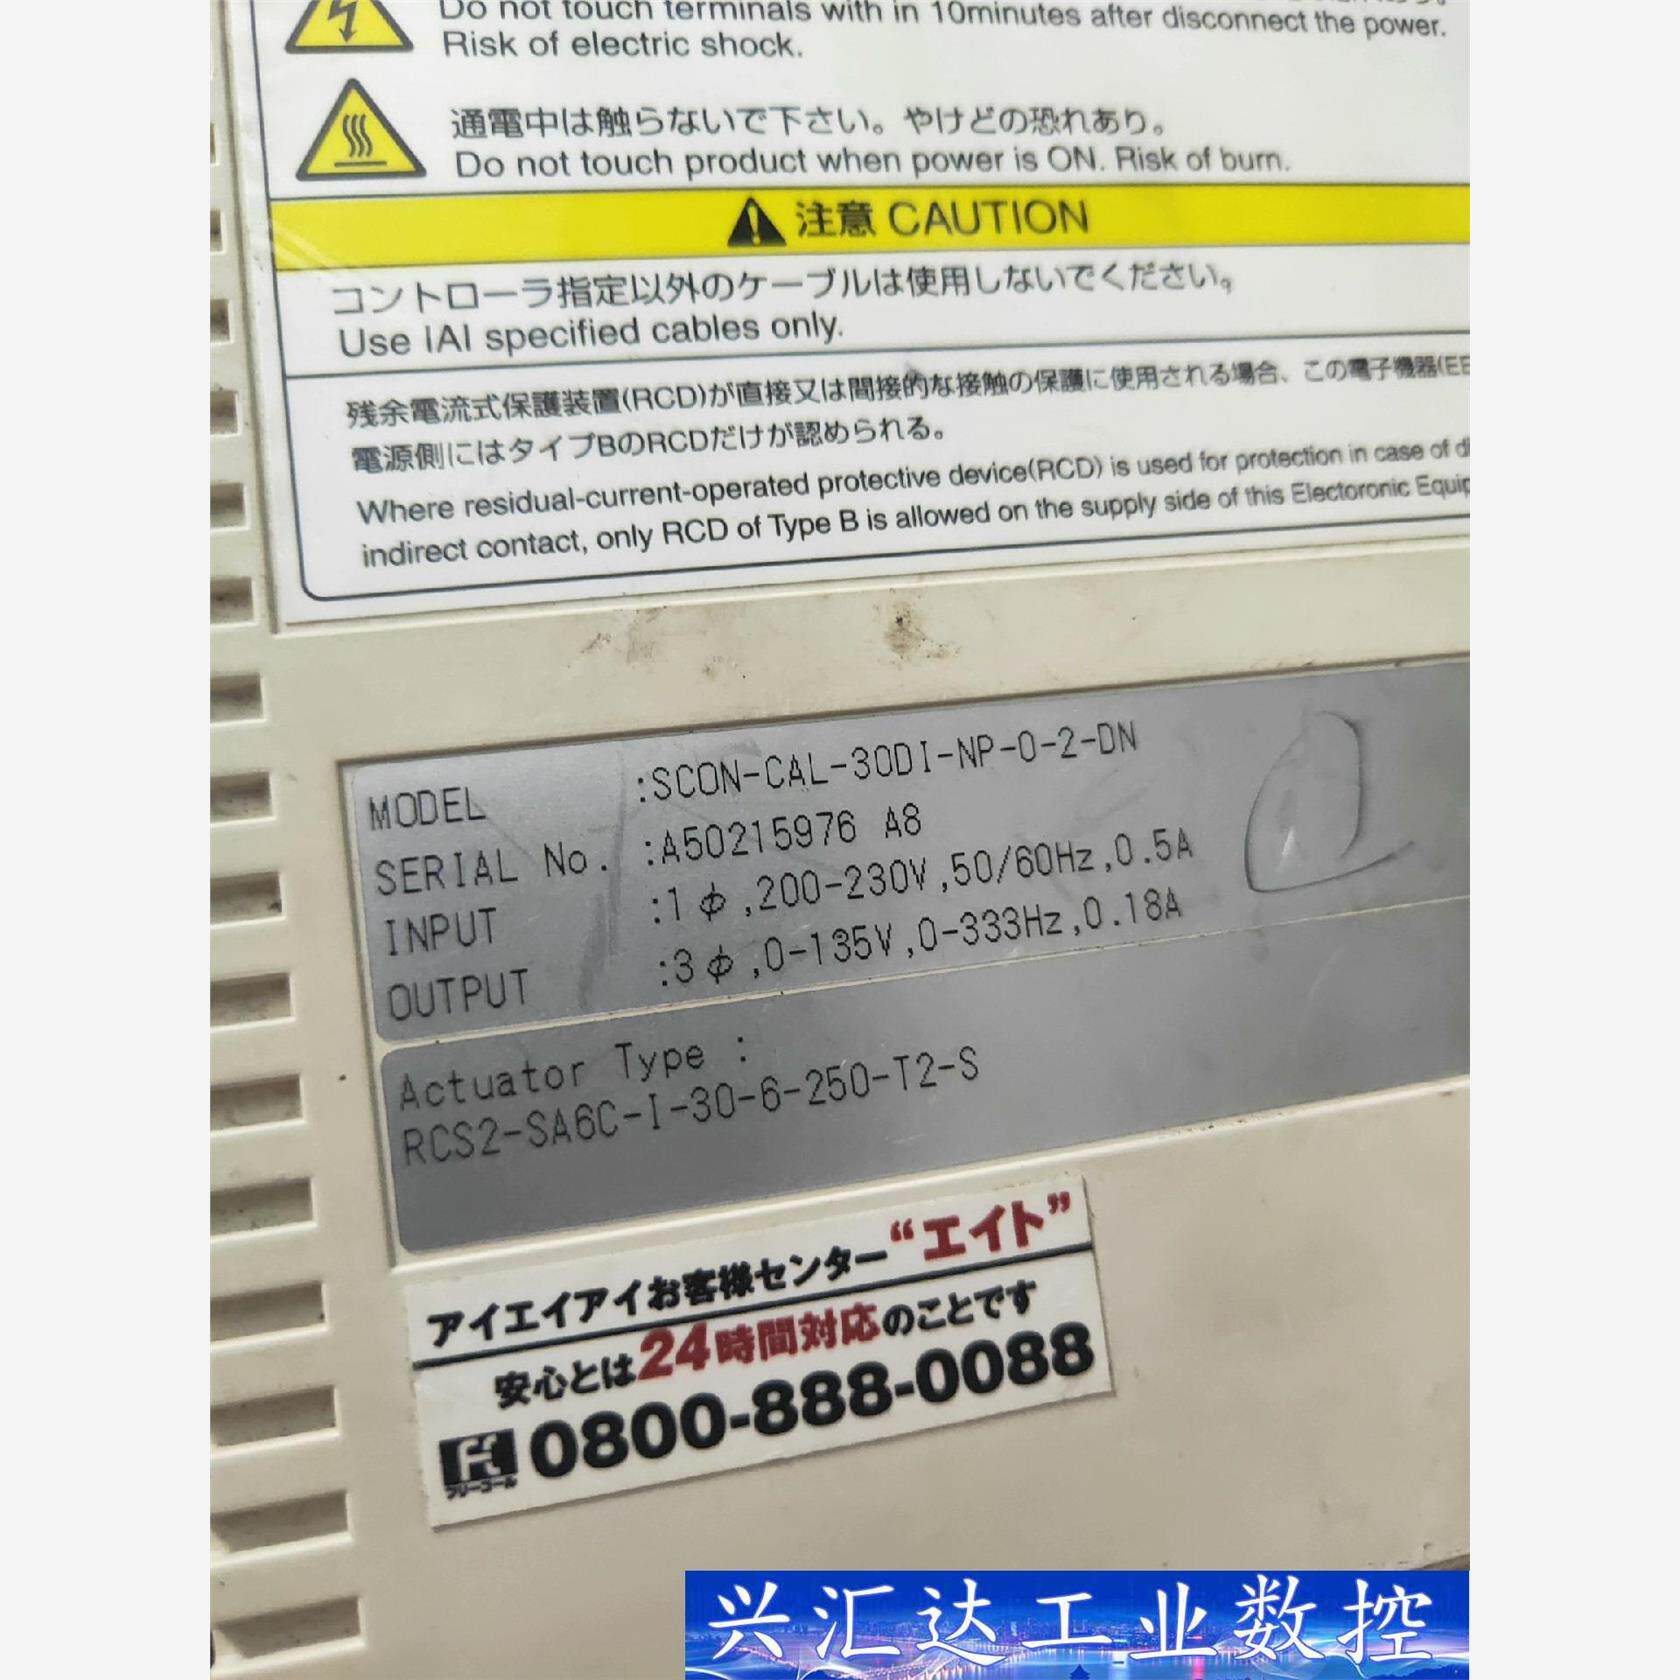 Do not touch terminals with in 10minutes after disconnect the power.
Risk of electric shock.
通電中は触らないで下さい。やけどの恐れあり。
Do not touch product when power is ON. Risk of burn.
注意 CAUTION
コントローラ指定以外のケーブルは使用しないでください。
Use IAI specified cables only.
残余電流式保護装置(RCD)が直接又は間接的な接触の保護に使用される場合、この電子機器(EE
電源側にはタイプBのRCDだけが認められる。
Where residual-current-operated protective device(RCD) is used for protection in case of di
indirect contact, only RCD of Type B is allowed on the supply side of this Electoronic Equip
MODEL :SCON-CAL-30DI-NP-0-2-DN
SERIAL No. :A50215976 A8
INPUT :1φ,200-230V,50/60Hz,0.5A
OUTPUT :3φ,0-135V,0-333Hz,0.18A
Actuator Type :
RCS2-SA6C-I-30-6-250-T2-S
アイエイアイお客様センター“エイト”
安心とは24時間対応のことです
フリーコール 0800-888-0088
兴汇达工业数控